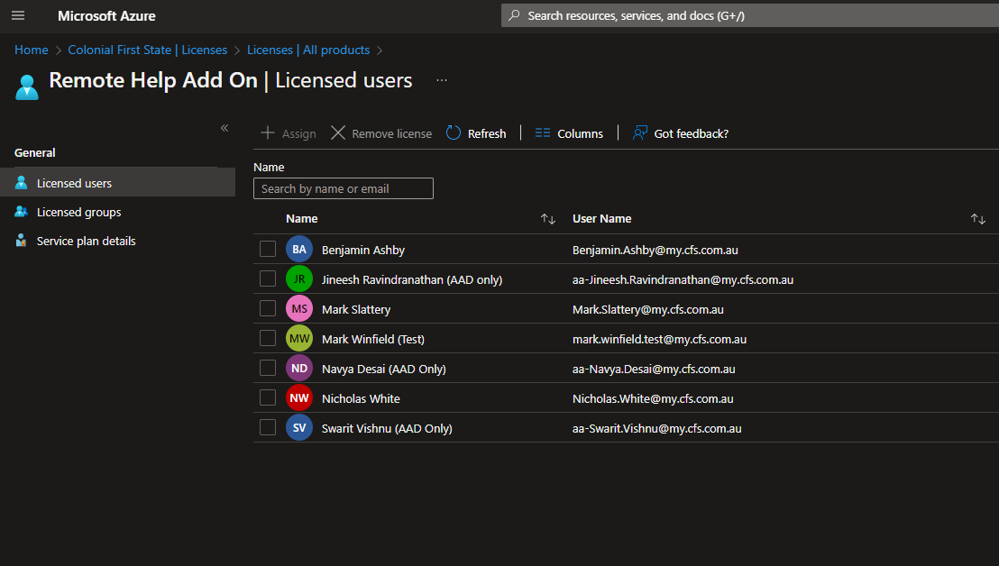 Microsoft Azure
Search resources, services, and docs (G+/)
Home > Colonial First State | Licenses > Licenses | All products >
Remote Help Add On | Licensed users ...
«
General
Licensed users
Licensed groups
Service plan details
Assign Remove license Refresh Columns Got feedback?
Name
Search by name or email
Name User Name
BA Benjamin Ashby Benjamin.Ashby@my.cfs.com.au
JR Jineesh Ravindranathan (AAD only) aa-Jineesh.Ravindranathan@my.cfs.com.au
MS Mark Slattery Mark.Slattery@my.cfs.com.au
MW Mark Winfield (Test) mark.winfield.test@my.cfs.com.au
ND Navya Desai (AAD Only) aa-Navya.Desai@my.cfs.com.au
NW Nicholas White Nicholas.White@my.cfs.com.au
SV Swarit Vishnu (AAD Only) aa-Swarit.Vishnu@my.cfs.com.au